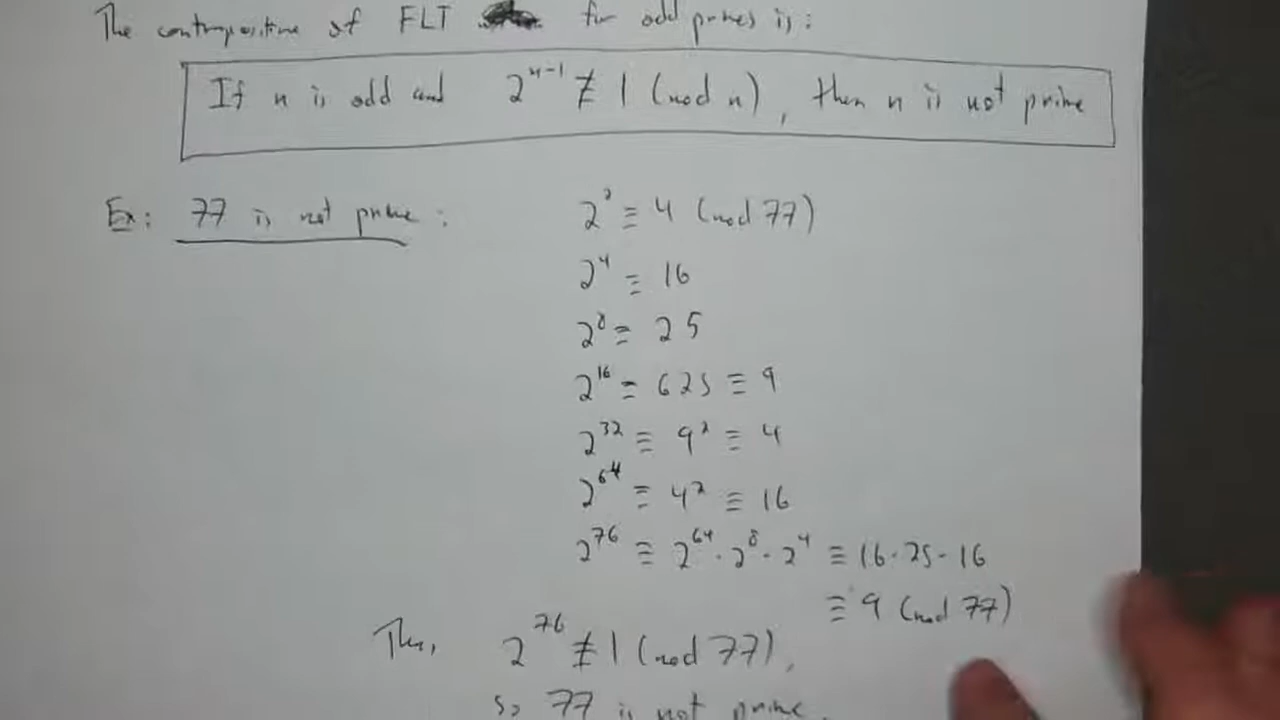 The contrapositive of FLT for odd primes is:
If n is odd and 2^{n-1} ≢ 1 (mod n), then n is not prime
Ex: 77 is not prime: 2^2 ≡ 4 (mod 77)
2^4 ≡ 16
2^8 ≡ 25
2^16 ≡ 625 ≡ 9
2^32 ≡ 9^2 ≡ 4
2^64 ≡ 4^2 ≡ 16
2^76 ≡ 2^64 · 2^8 · 2^4 ≡ 16·25·16
≡ 9 (mod 77)
Thus, 2^76 ≢ 1 (mod 77),
so 77 is not prime.